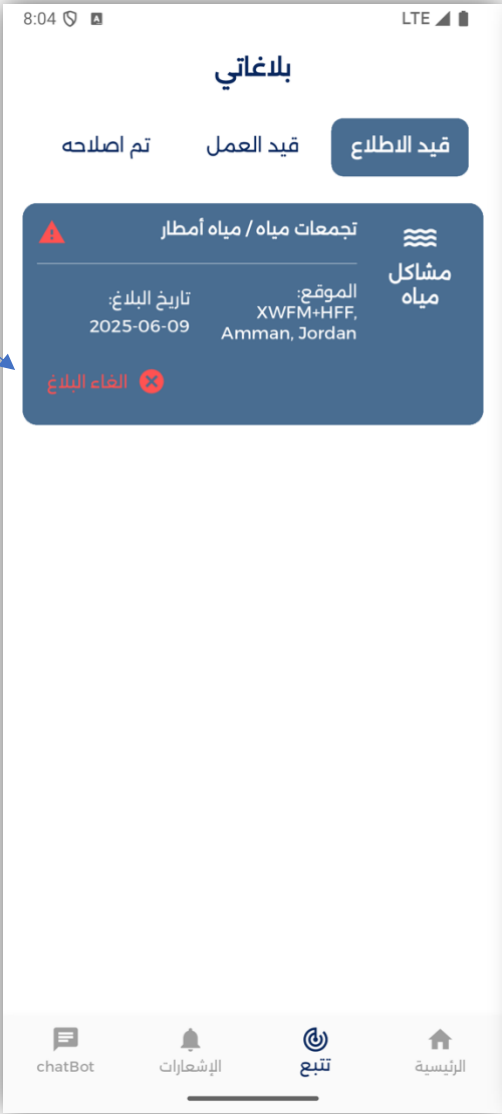 8:04
LTE
بلاغاتي
قيد الاطلاع
قيد العمل
تم اصلاحه
مشاكل
مياه
تجمعات مياه / مياه أمطار
الموقع:
XWFM+HFF,
Amman, Jordan
تاريخ البلاغ:
2025-06-09
الغاء البلاغ
الرئيسية
تتبع
الإشعارات
chatBot